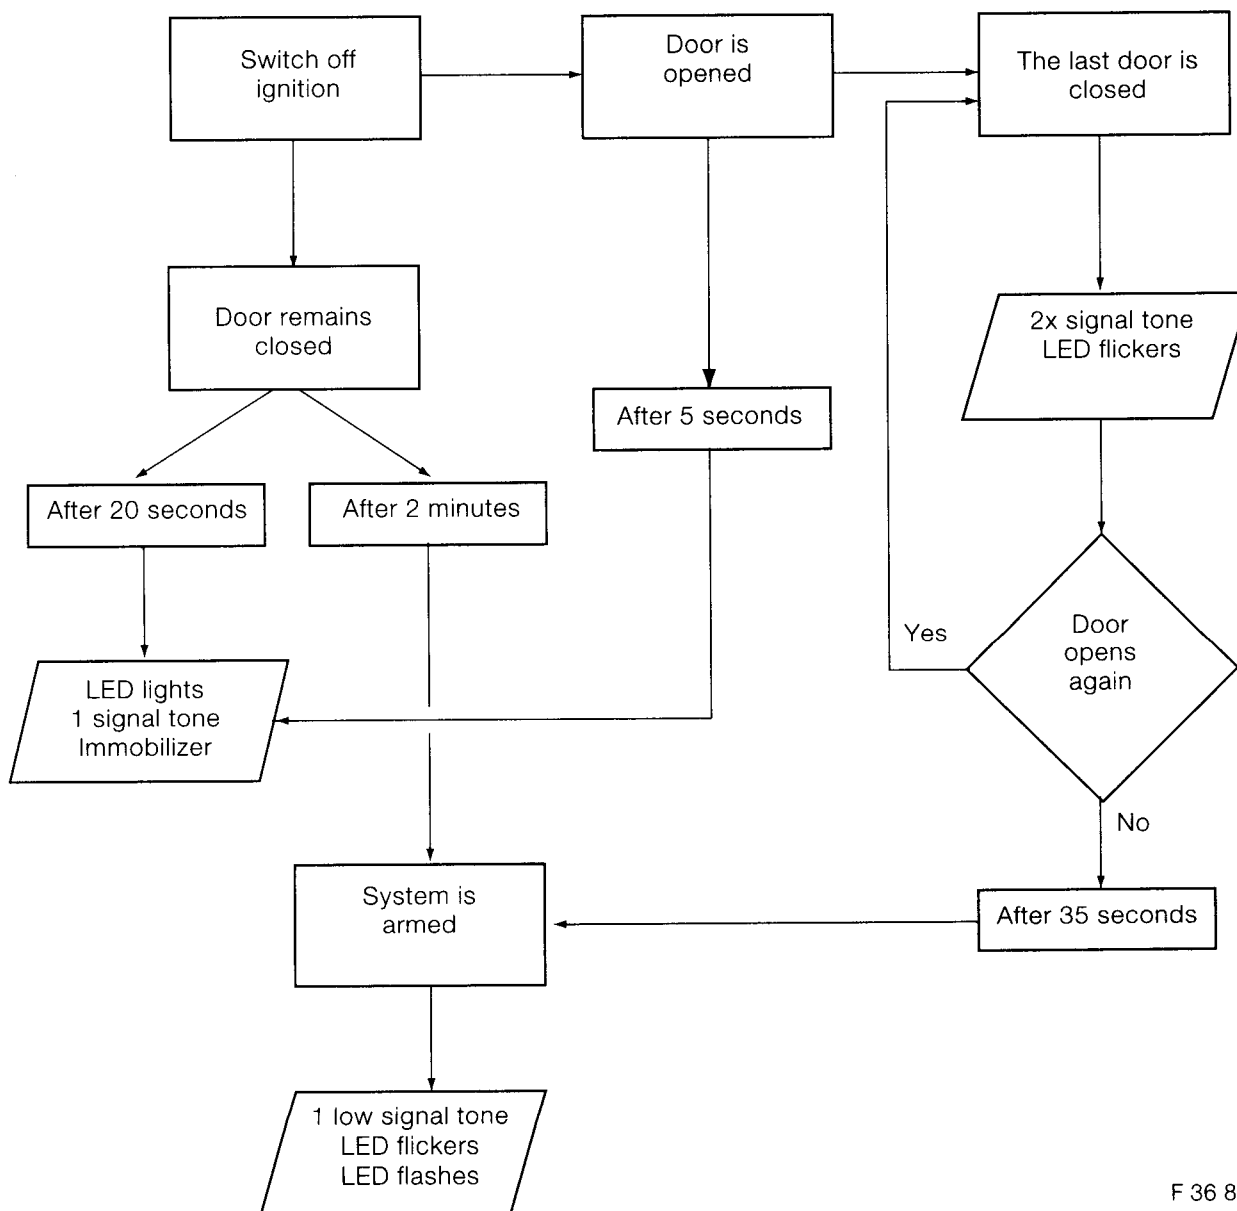 Switch off
ignition
Door is
opened
The last door is
closed
Door remains
closed
2x signal tone
LED flickers
After 5 seconds
After 20 seconds
After 2 minutes
Yes
Door
opens
again
LED lights
1 signal tone
Immobilizer
No
System is
armed
After 35 seconds
1 low signal tone
LED flickers
LED flashes
F 36 8